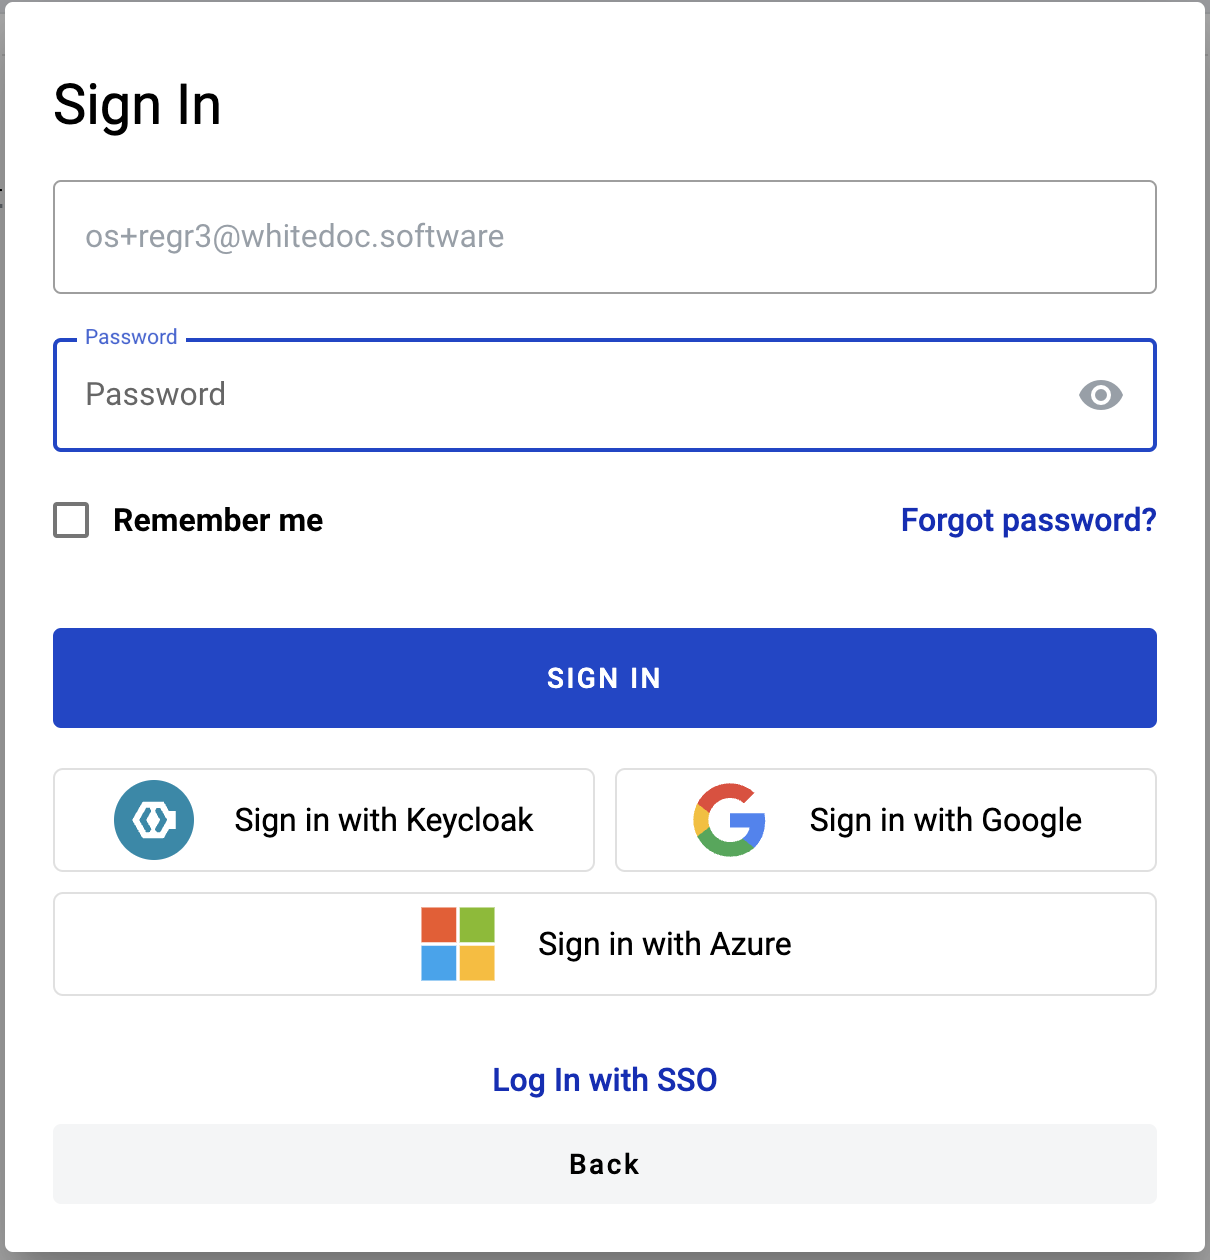 Sign In
os+regr3@whitedoc.software
Password
Password
Remember me
Forgot password?
SIGN IN
Sign in with Keycloak
Sign in with Google
Sign in with Azure
Log In with SSO
Back